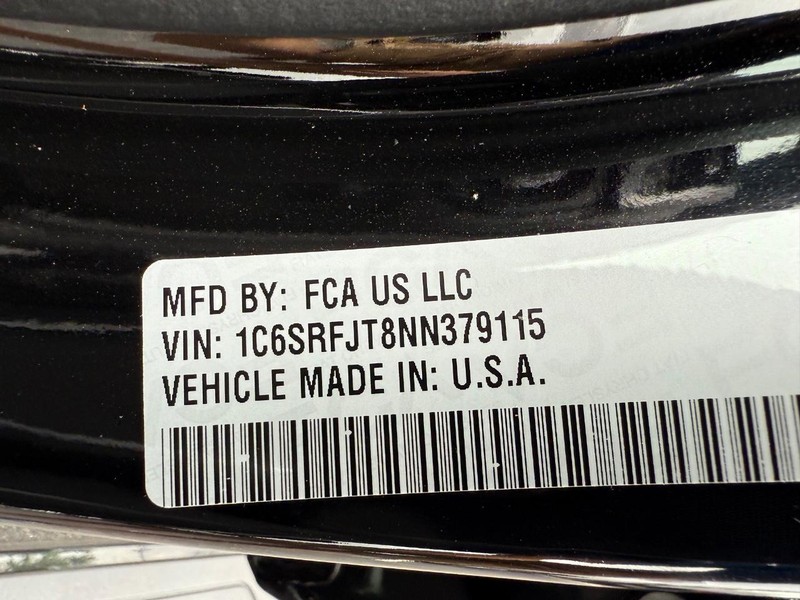 MFD BY: FCA US LLC
VIN: 1C6SRFJT8NN379115
VEHICLE MADE IN: U.S.A.